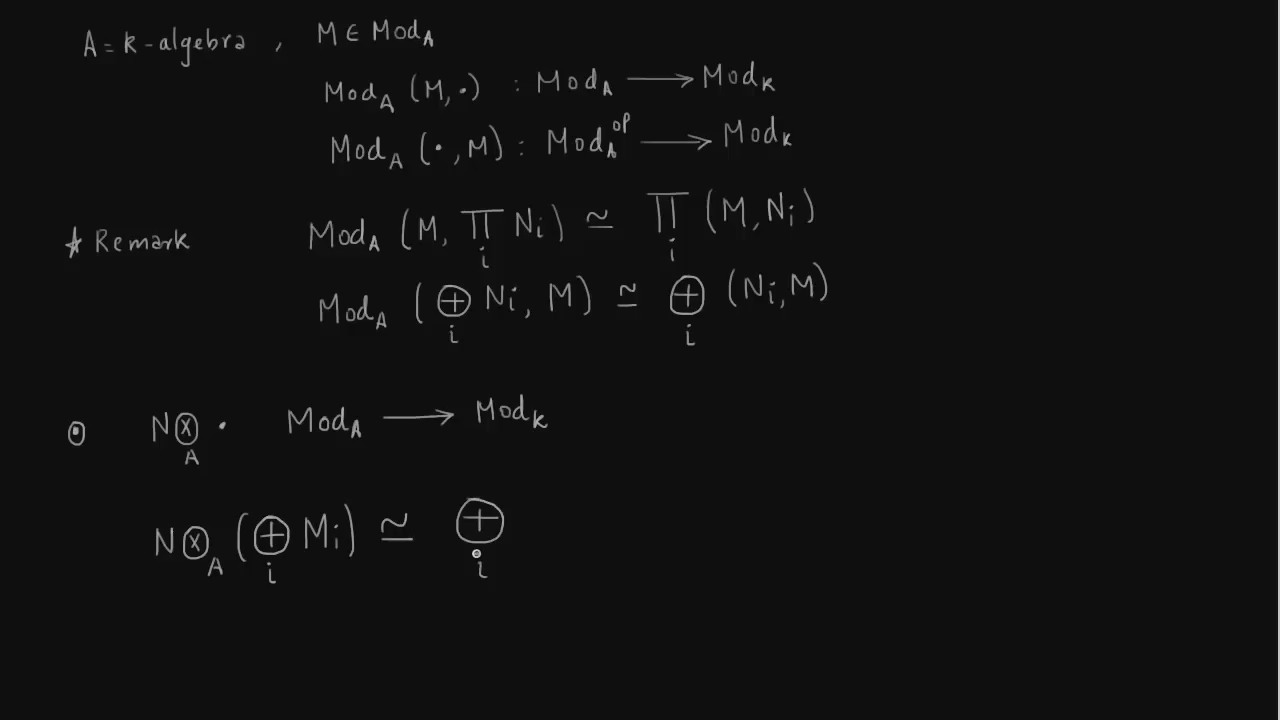 A = k-algebra , M ∈ Mod_A
Mod_A (M, •) : Mod_A ⟶ Mod_k
Mod_A (•, M) : Mod_A^op ⟶ Mod_k
★ Remark Mod_A (M, ∏_i N_i) ≃ ∏_i (M, N_i)
Mod_A (⊕_i N_i, M) ≃ ⊕_i (N_i, M)
⊙ N ⊗_A • Mod_A ⟶ Mod_k
N ⊗_A (⊕_i M_i) ≃ ⊕_i